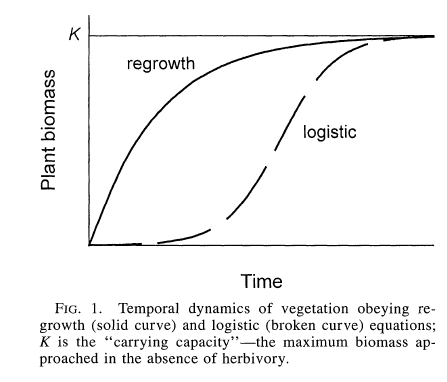 K
regrowth
logistic
Plant biomass
Time
FIG. 1. Temporal dynamics of vegetation obeying re-
growth (solid curve) and logistic (broken curve) equations;
K is the “carrying capacity”—the maximum biomass ap-
proached in the absence of herbivory.